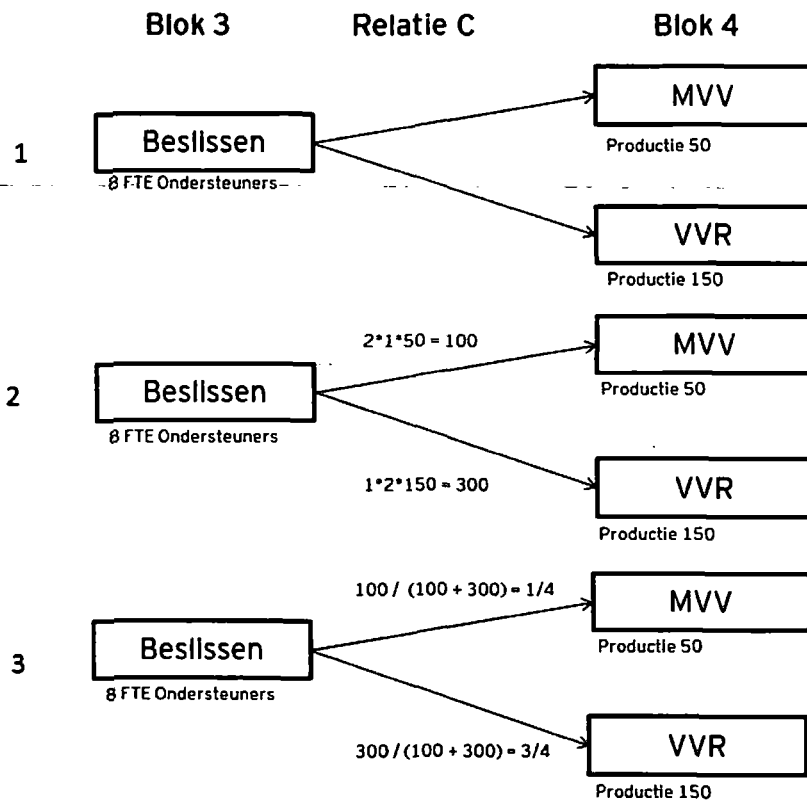 Blok 3 Relatie C Blok 4
MVV
1 Beslissen
Productie 50
8 FTE Ondersteuners
VVR
Productie 150
2*1*50 = 100
MVV
2 Beslissen
Productie 50
8 FTE Ondersteuners
1*2*150 = 300
VVR
Productie 150
100 / (100 + 300) = 1/4
MVV
3 Beslissen
Productie 50
8 FTE Ondersteuners
300 / (100 + 300) = 3/4
VVR
Productie 150